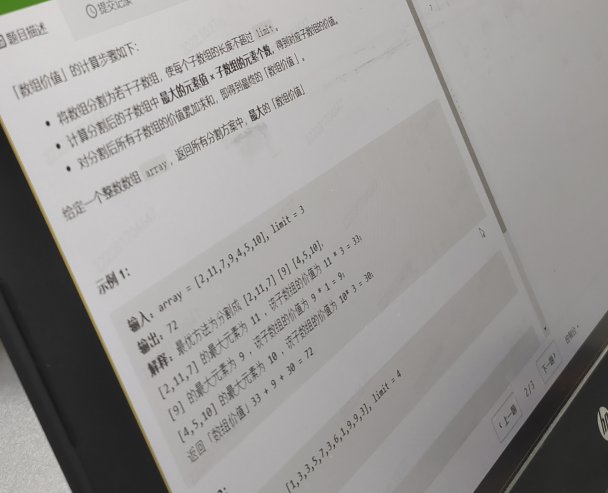 题目描述
提交记录
「数组价值」的计算步骤如下：
• 将数组分割为若干子数组，使每个子数组的长度不超过 limit。
• 计算分割后的子数组中 最大的元素值 × 子数组的元素个数，得到对应子数组的价值。
• 对分割后所有子数组的价值累加求和，即得到最终的「数组价值」。
给定一个整数数组 array，返回所有分割方案中，最大的「数组价值」
示例 1：
输入：array = [2,11,7,9,4,5,10], limit = 3
输出：72
解释：最优方法为分割成 [2,11,7] [9] [4,5,10]，
[2,11,7] 的最大元素为 11，该子数组的价值为 11 * 3 = 33；
[9] 的最大元素为 9，该子数组的价值为 9 * 1 = 9；
[4,5,10] 的最大元素为 10，该子数组的价值为 10* 3 = 30；
返回「数组价值」33 + 9 + 30 = 72
[1,3,3,5,7,3,6,1,9,9,3], limit = 4
上一题
2/3
下一题
hp